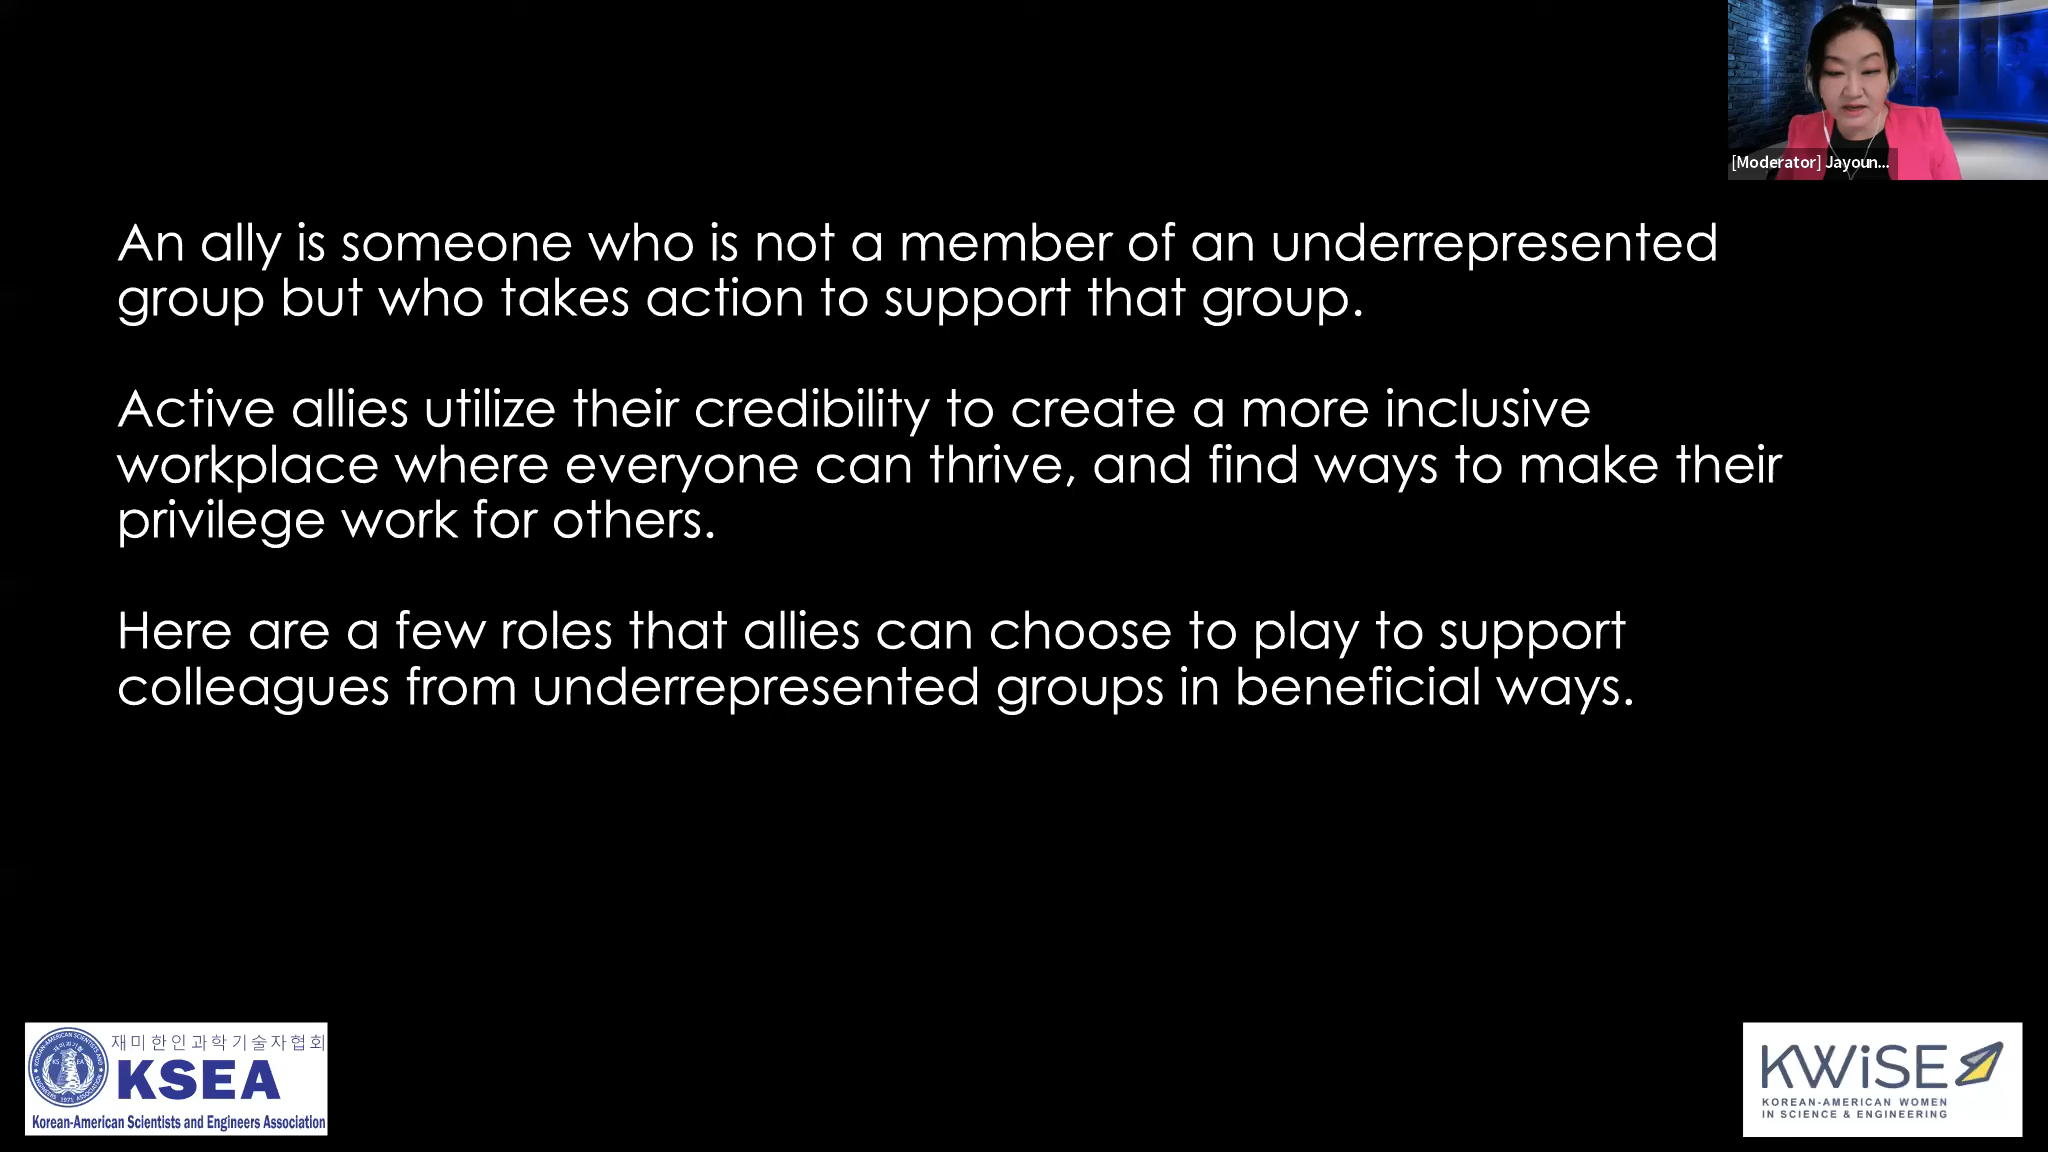 [Moderator] Jayoun...
An ally is someone who is not a member of an underrepresented
group but who takes action to support that group.
Active allies utilize their credibility to create a more inclusive
workplace where everyone can thrive, and find ways to make their
privilege work for others.
Here are a few roles that allies can choose to play to support
colleagues from underrepresented groups in beneficial ways.
재미한인과학기술자협회
KSEA
Korean-American Scientists and Engineers Association
KWiSE
KOREAN-AMERICAN WOMEN
IN SCIENCE & ENGINEERING